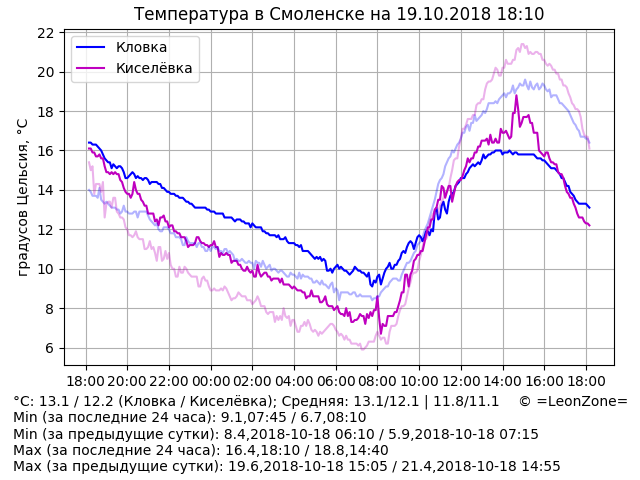 Температура в Смоленске на 19.10.2018 18:10
Кловка
Киселёвка
градусов Цельсия, °C
22
20
18
16
14
12
10
8
6
18:00 20:00 22:00 00:00 02:00 04:00 06:00 08:00 10:00 12:00 14:00 16:00 18:00
°C: 13.1 / 12.2 (Кловка / Киселёвка); Средняя: 13.1/12.1 | 11.8/11.1 © =LeonZone=
Min (за последние 24 часа): 9.1,07:45 / 6.7,08:10
Min (за предыдущие сутки): 8.4,2018-10-18 06:10 / 5.9,2018-10-18 07:15
Max (за последние 24 часа): 16.4,18:10 / 18.8,14:40
Max (за предыдущие сутки): 19.6,2018-10-18 15:05 / 21.4,2018-10-18 14:55